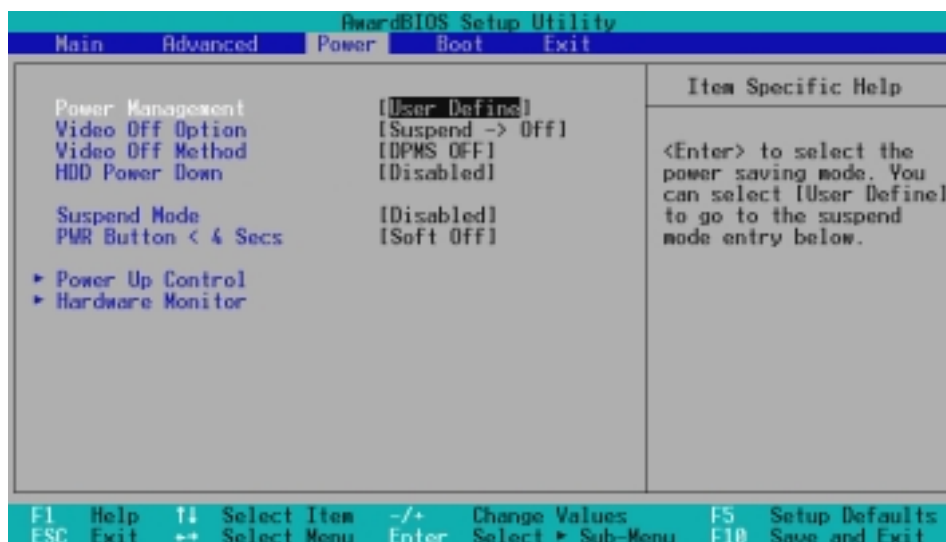 AwardBIOS Setup Utility
Main Advanced Power Boot Exit
Item Specific Help
Power Management [User Define]
Video Off Option [Suspend -> Off]
Video Off Method [DPMS OFF]
HDD Power Down [Disabled]
Suspend Mode [Disabled]
PWR Button < 4 Secs [Soft Off]
► Power Up Control
► Hardware Monitor
<Enter> to select the
power saving mode. You
can select [User Define]
to go to the suspend
mode entry below.
F1 Help ↑↓ Select Item -/+ Change Values F5 Setup Defaults
ESC Exit ←→ Select Menu Enter Select ► Sub-Menu F10 Save and Exit